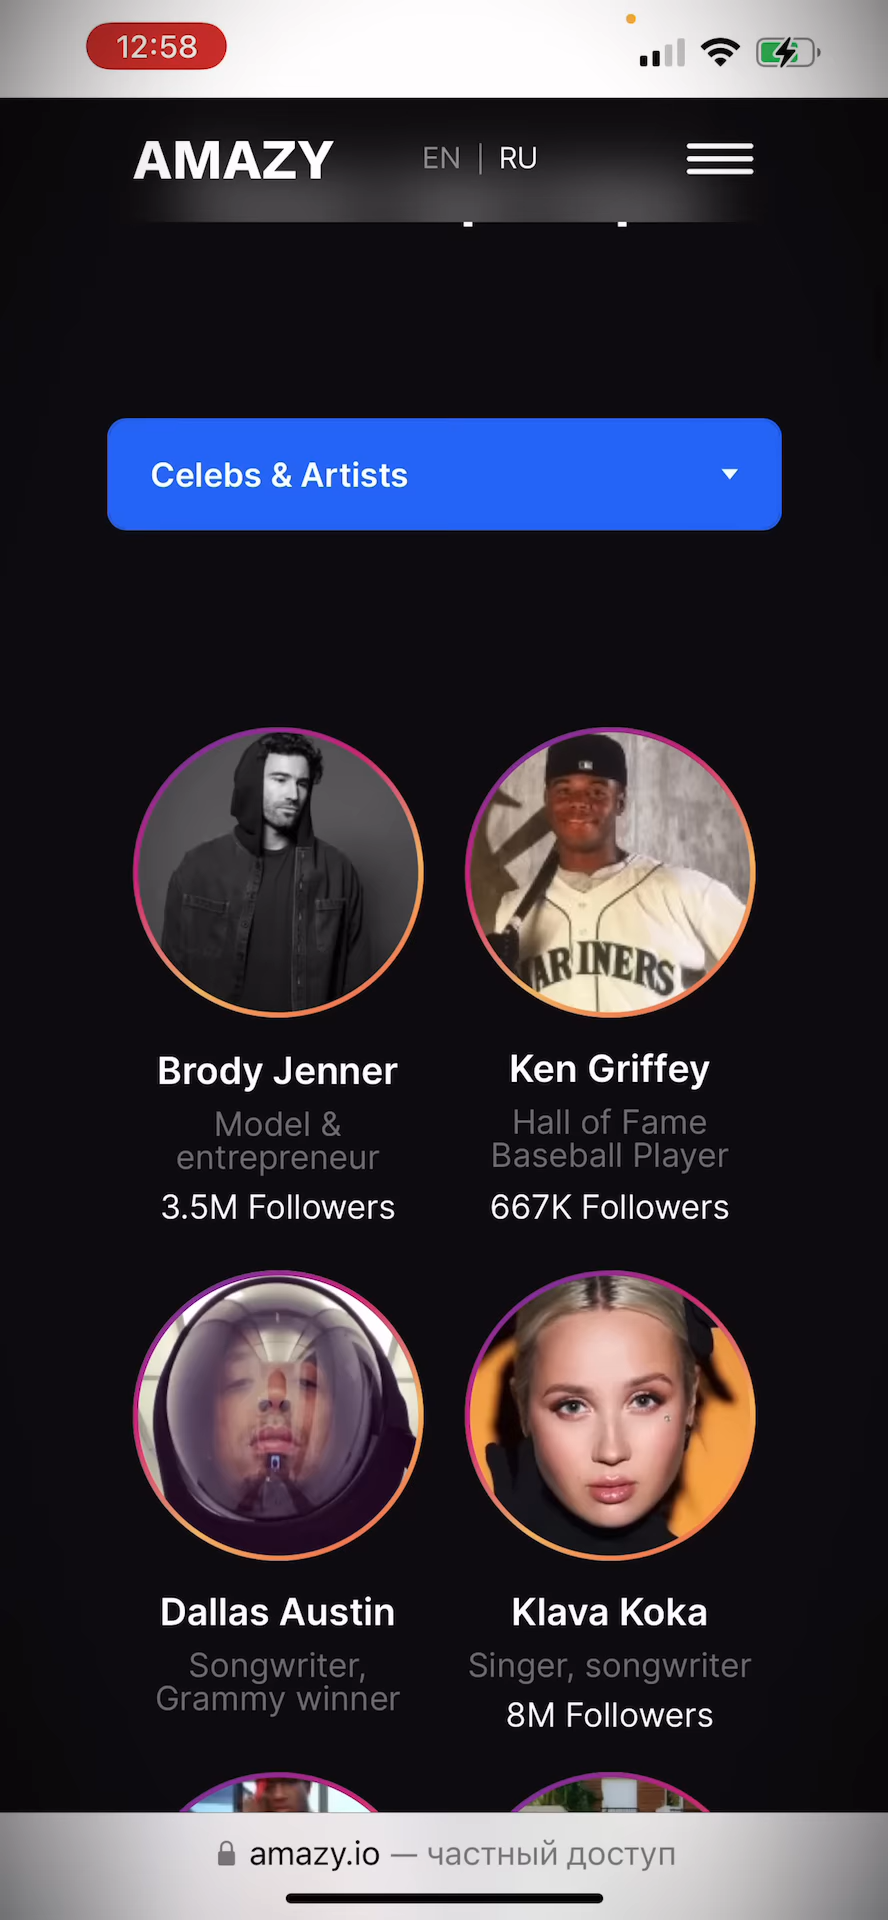 12:58
AMAZY
EN | RU
Celebs & Artists
MARINERS
Brody Jenner
Model &
entrepreneur
3.5M Followers
Ken Griffey
Hall of Fame
Baseball Player
667K Followers
Dallas Austin
Songwriter,
Grammy winner
Klava Koka
Singer, songwriter
8M Followers
amazy.io — частный доступ